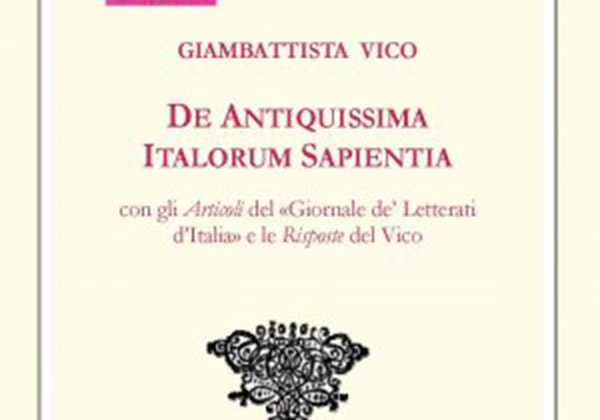 GIAMBATTISTA VICO
DE ANTIQUISSIMA
ITALORUM SAPIENTIA
con gli Articoli del «Giornale de' Letterati
d'Italia» e le Risposte del Vico